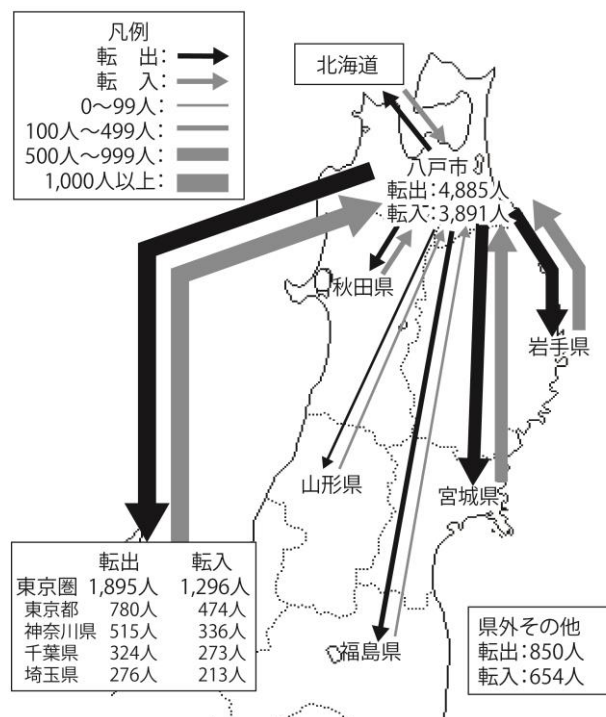 凡例
転　出：
転　入：
0～99人：
100人～499人：
500人～999人：
1,000人以上：
北海道
八戸市
転出：4,885人
転入：3,891人
秋田県
岩手県
山形県
宮城県
福島県
転出　転入
東京圏 1,895人 1,296人
東京都 780人 474人
神奈川県 515人 336人
千葉県 324人 273人
埼玉県 276人 213人
県外その他
転出：850人
転入：654人